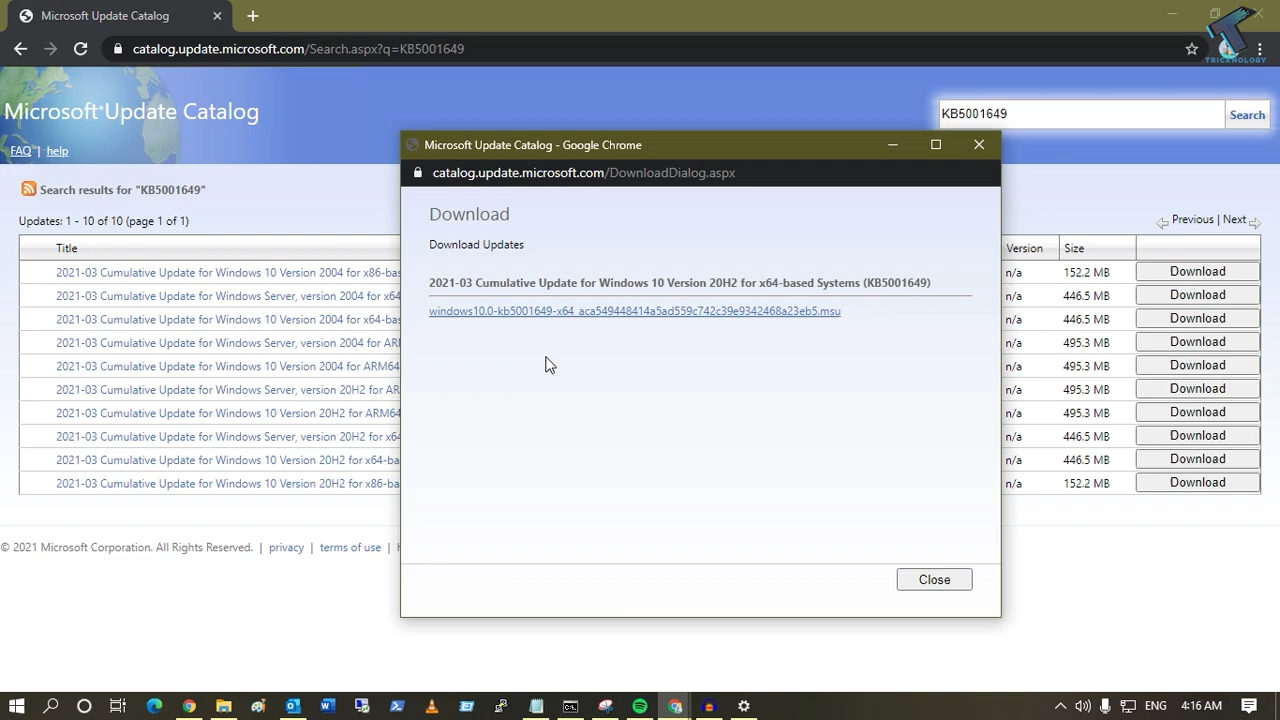 Microsoft Update Catalog
catalog.update.microsoft.com/Search.aspx?q=KB5001649
TRICKNOLOGY
Microsoft Update Catalog
KB5001649
Search
FAQ | help
Search results for "KB5001649"
Updates: 1 - 10 of 10 (page 1 of 1)
Previous | Next
Title
Version
Size
2021-03 Cumulative Update for Windows 10 Version 2004 for x86-bas
n/a
152.2 MB
Download
2021-03 Cumulative Update for Windows Server, version 2004 for x64
n/a
446.5 MB
Download
2021-03 Cumulative Update for Windows 10 Version 2004 for x64-bas
n/a
446.5 MB
Download
2021-03 Cumulative Update for Windows Server, version 2004 for ARI
n/a
495.3 MB
Download
2021-03 Cumulative Update for Windows 10 Version 2004 for ARM64
n/a
495.3 MB
Download
2021-03 Cumulative Update for Windows Server, version 20H2 for AR
n/a
495.3 MB
Download
2021-03 Cumulative Update for Windows 10 Version 20H2 for ARM64
n/a
495.3 MB
Download
2021-03 Cumulative Update for Windows Server, version 20H2 for x6
n/a
446.5 MB
Download
2021-03 Cumulative Update for Windows 10 Version 20H2 for x64-ba
n/a
446.5 MB
Download
2021-03 Cumulative Update for Windows 10 Version 20H2 for x86-ba
n/a
152.2 MB
Download
© 2021 Microsoft Corporation. All Rights Reserved. | privacy | terms of use |
Microsoft Update Catalog - Google Chrome
catalog.update.microsoft.com/DownloadDialog.aspx
Download
Download Updates
2021-03 Cumulative Update for Windows 10 Version 20H2 for x64-based Systems (KB5001649)
windows10.0-kb5001649-x64_aca549448414a5ad559c742c39e9342468a23eb5.msu
Close
ENG
4:16 AM